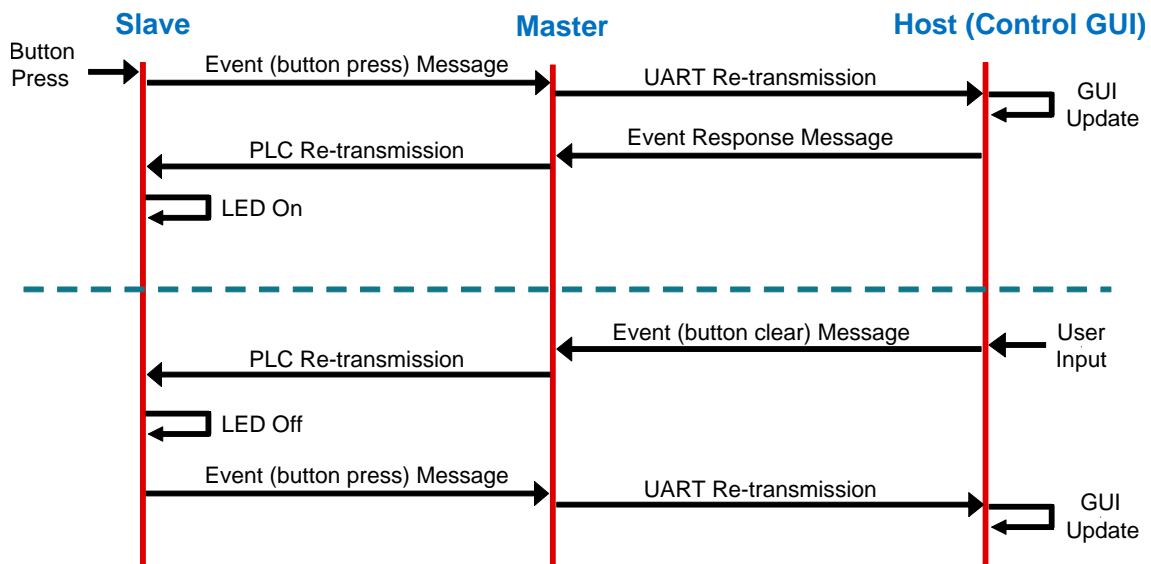 Slave
Master
Host (Control GUI)
Button
Press
Event (button press) Message
UART Re-transmission
GUI
Update
Event Response Message
PLC Re-transmission
LED On
Event (button clear) Message
User
Input
PLC Re-transmission
LED Off
Event (button press) Message
UART Re-transmission
GUI
Update